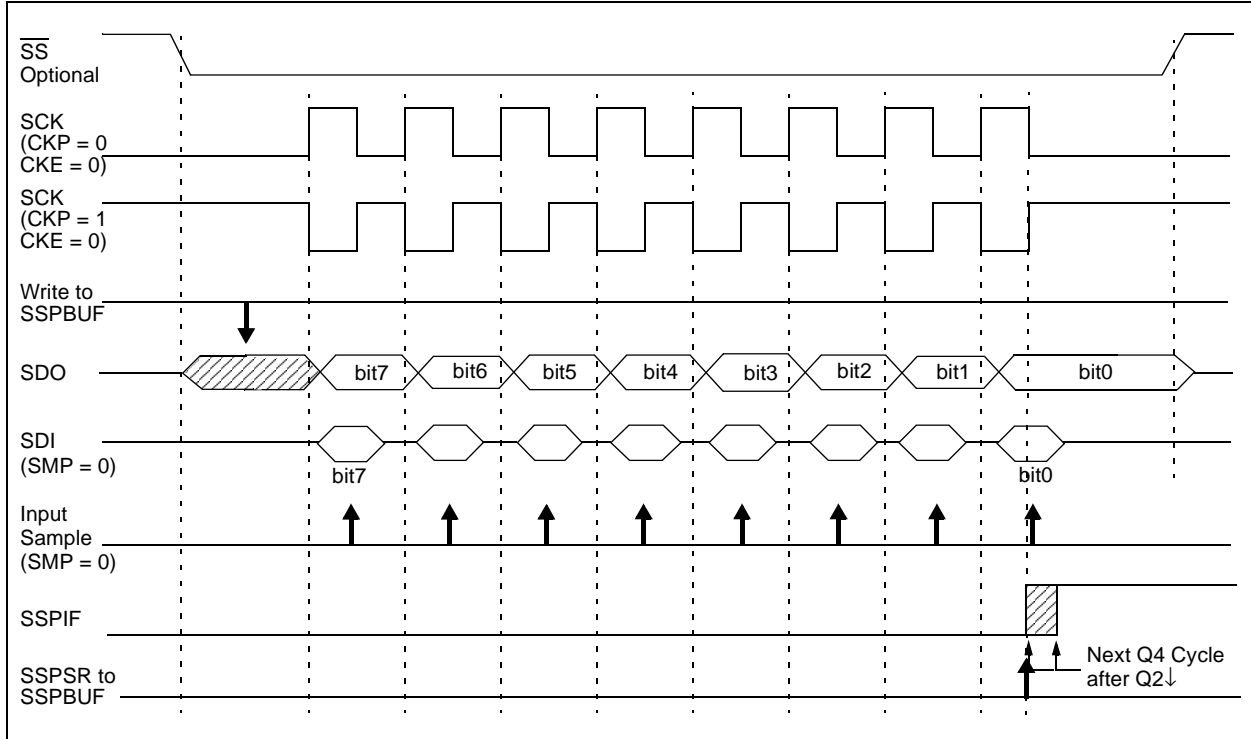 SS
Optional
SCK
(CKP = 0
CKE = 0)
SCK
(CKP = 1
CKE = 0)
Write to
SSPBUF
SDO
bit7
bit6
bit5
bit4
bit3
bit2
bit1
bit0
SDI
(SMP = 0)
bit7
bit0
Input
Sample
(SMP = 0)
SSPIF
SSPSR to
SSPBUF
Next Q4 Cycle
after Q2↓